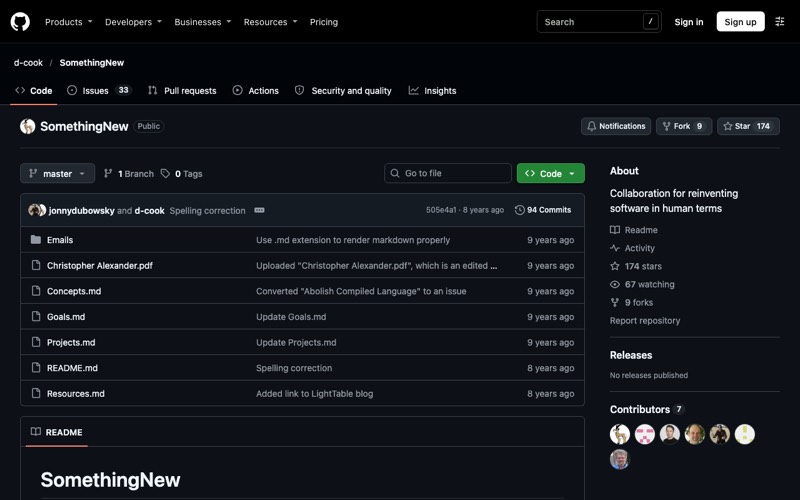 Products Developers Businesses Resources Pricing Search / Sign in Sign up
d-cook / SomethingNew
Code Issues 33 Pull requests Actions Projects Security and quality Insights
SomethingNew Public Notifications Fork 9 Star 174
master 1 Branch 0 Tags Go to file Code
jonnydubowsky and d-cook Spelling correction 505e4a1 · 8 years ago 94 Commits
Emails Use .md extension to render markdown properly 9 years ago
Christopher Alexander.pdf Uploaded "Christopher Alexander.pdf", which is an edited ... 9 years ago
Concepts.md Converted "Abolish Compiled Language" to an issue 9 years ago
Goals.md Update Goals.md 9 years ago
Projects.md Update Projects.md 9 years ago
README.md Spelling correction 8 years ago
Resources.md Added link to LightTable blog 8 years ago
README
SomethingNew
About
Collaboration for reinventing
software in human terms
Readme
Activity
174 stars
67 watching
9 forks
Report repository
Releases
No releases published
Contributors 7